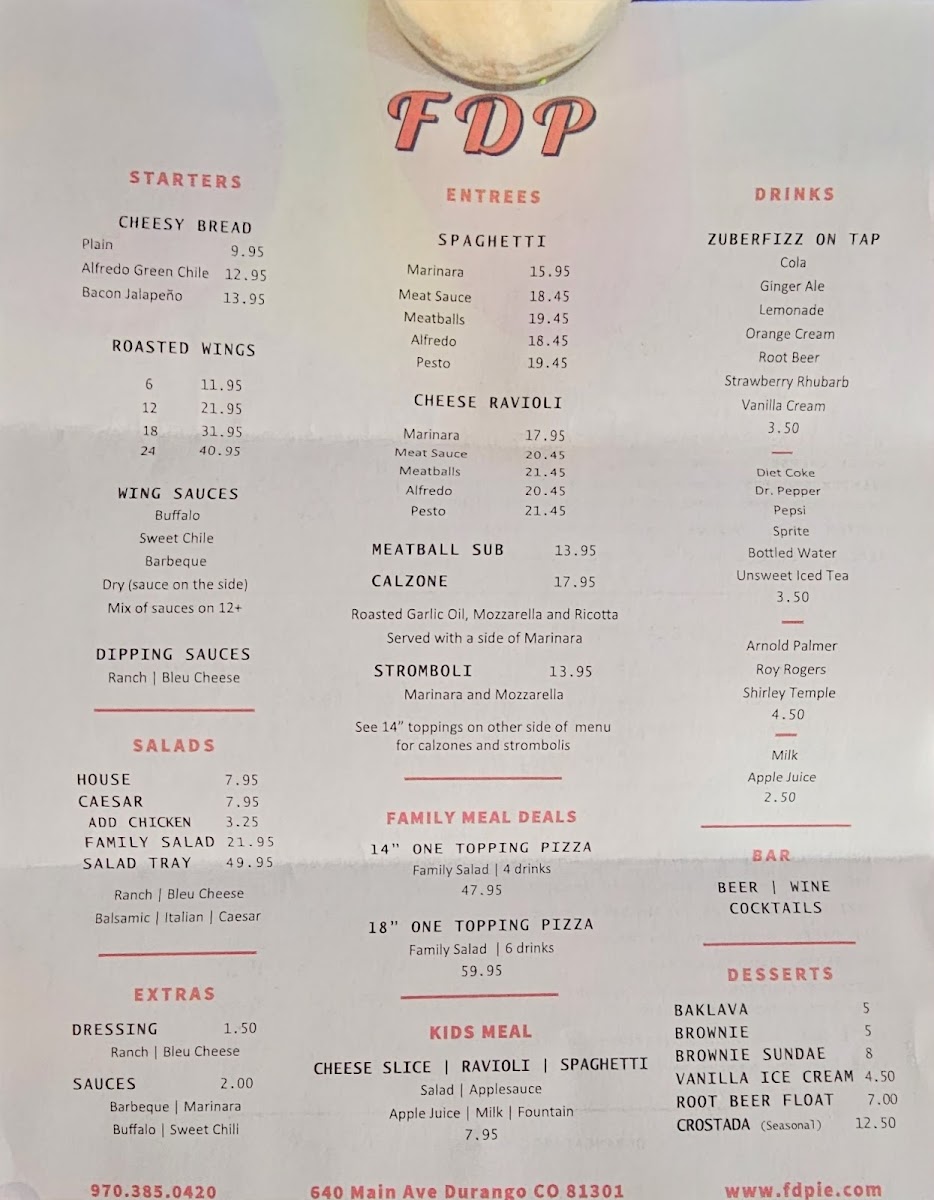 FDP
STARTERS
CHEESY BREAD
Plain 9.95
Alfredo Green Chile 12.95
Bacon Jalapeño 13.95
ROASTED WINGS
6 11.95
12 21.95
18 31.95
24 40.95
WING SAUCES
Buffalo
Sweet Chile
Barbeque
Dry (sauce on the side)
Mix of sauces on 12+
DIPPING SAUCES
Ranch | Bleu Cheese
SALADS
HOUSE 7.95
CAESAR 7.95
ADD CHICKEN 3.25
FAMILY SALAD 21.95
SALAD TRAY 49.95
Ranch | Bleu Cheese
Balsamic | Italian | Caesar
EXTRAS
DRESSING 1.50
Ranch | Bleu Cheese
SAUCES 2.00
Barbeque | Marinara
Buffalo | Sweet Chili
ENTREES
SPAGHETTI
Marinara 15.95
Meat Sauce 18.45
Meatballs 19.45
Alfredo 18.45
Pesto 19.45
CHEESE RAVIOLI
Marinara 17.95
Meat Sauce 20.45
Meatballs 21.45
Alfredo 20.45
Pesto 21.45
MEATBALL SUB 13.95
CALZONE 17.95
Roasted Garlic Oil, Mozzarella and Ricotta
Served with a side of Marinara
STROMBOLI 13.95
Marinara and Mozzarella
See 14” toppings on other side of menu
for calzones and strombolis
FAMILY MEAL DEALS
14” ONE TOPPING PIZZA
Family Salad | 4 drinks
47.95
18” ONE TOPPING PIZZA
Family Salad | 6 drinks
59.95
KIDS MEAL
CHEESE SLICE | RAVIOLI | SPAGHETTI
Salad | Applesauce
Apple Juice | Milk | Fountain
7.95
DRINKS
ZUBERFIZZ ON TAP
Cola
Ginger Ale
Lemonade
Orange Cream
Root Beer
Strawberry Rhubarb
Vanilla Cream
3.50
Diet Coke
Dr. Pepper
Pepsi
Sprite
Bottled Water
Unsweet Iced Tea
3.50
Arnold Palmer
Roy Rogers
Shirley Temple
4.50
Milk
Apple Juice
2.50
BAR
BEER | WINE
COCKTAILS
DESSERTS
BAKLAVA 5
BROWNIE 5
BROWNIE SUNDAE 8
VANILLA ICE CREAM 4.50
ROOT BEER FLOAT 7.00
CROSTADA (Seasonal) 12.50
970.385.0420 640 Main Ave Durango CO 81301 www.fdpie.com